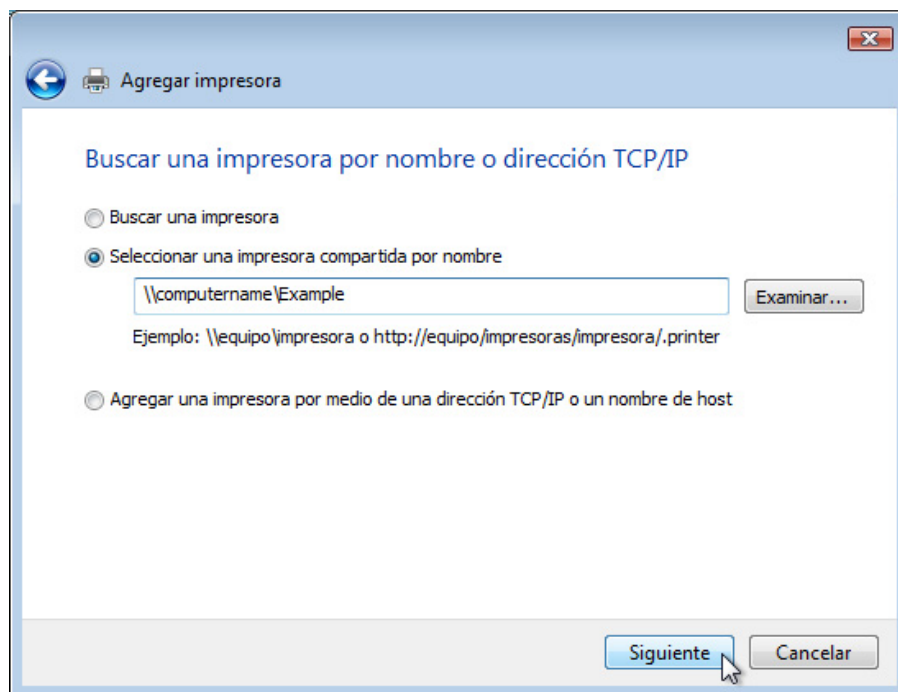 Agregar impresora
Buscar una impresora por nombre o dirección TCP/IP
Buscar una impresora
Seleccionar una impresora compartida por nombre
\\computername\Example
Examinar...
Ejemplo: \\equipo\impresora o http://equipo/impresoras/impresora/.printer
Agregar una impresora por medio de una dirección TCP/IP o un nombre de host
Siguiente
Cancelar